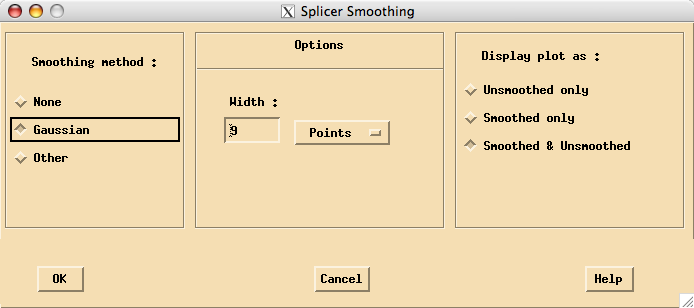 Splicer Smoothing
Smoothing method :
None
Gaussian
Other
Options
Width :
9
Points
Display plot as :
Unsmoothed only
Smoothed only
Smoothed & Unsmoothed
OK
Cancel
Help